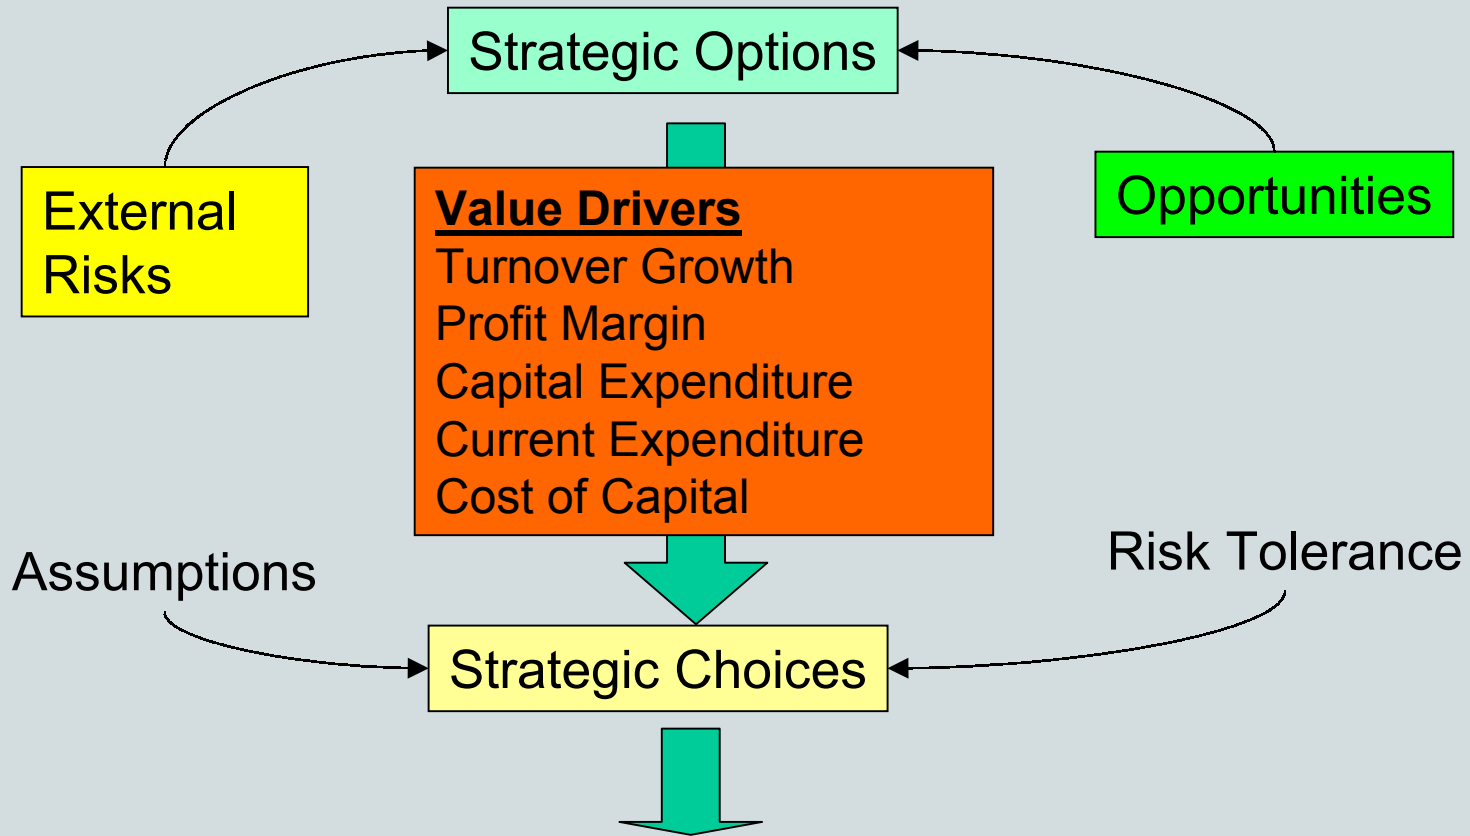 Strategic Options
External
Risks
Opportunities
Value Drivers
Turnover Growth
Profit Margin
Capital Expenditure
Current Expenditure
Cost of Capital
Assumptions
Risk Tolerance
Strategic Choices